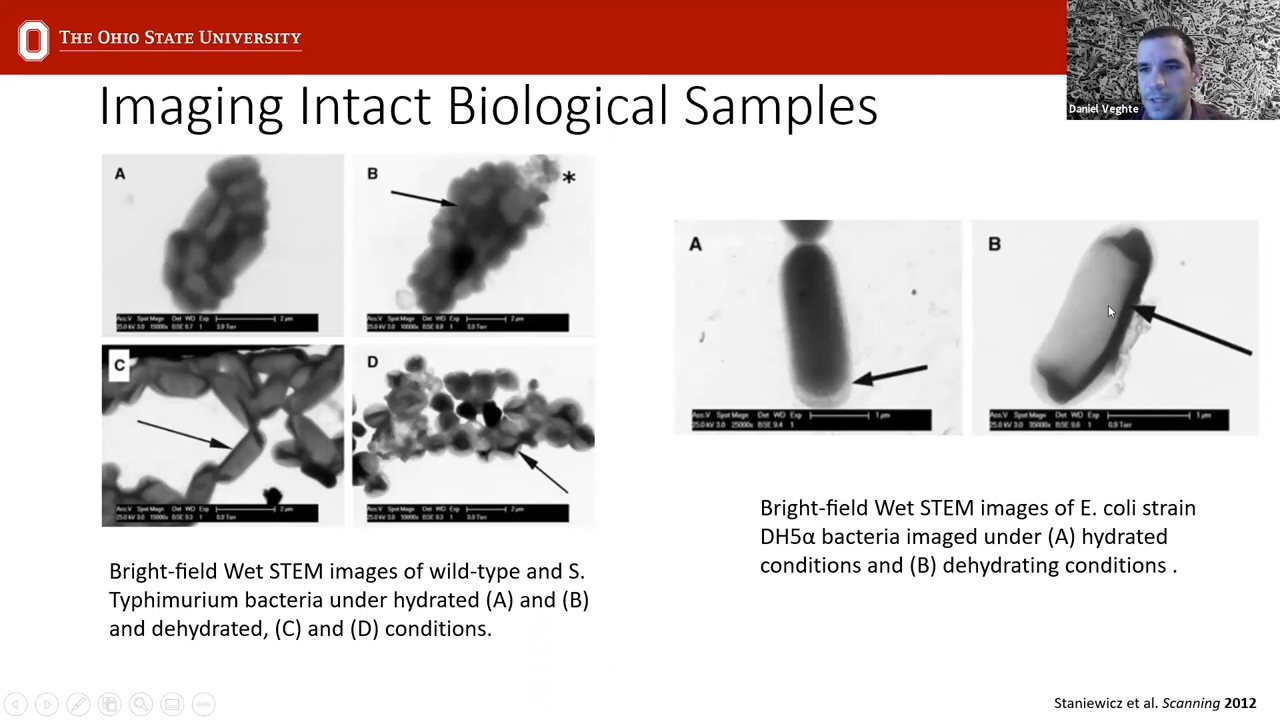 THE OHIO STATE UNIVERSITY
Daniel Veghte
Imaging Intact Biological Samples
A
B
*
C
D
A
B
Bright-field Wet STEM images of wild-type and S.
Typhimurium bacteria under hydrated (A) and (B)
and dehydrated, (C) and (D) conditions.
Bright-field Wet STEM images of E. coli strain
DH5α bacteria imaged under (A) hydrated
conditions and (B) dehydrating conditions .
Staniewicz et al. Scanning 2012